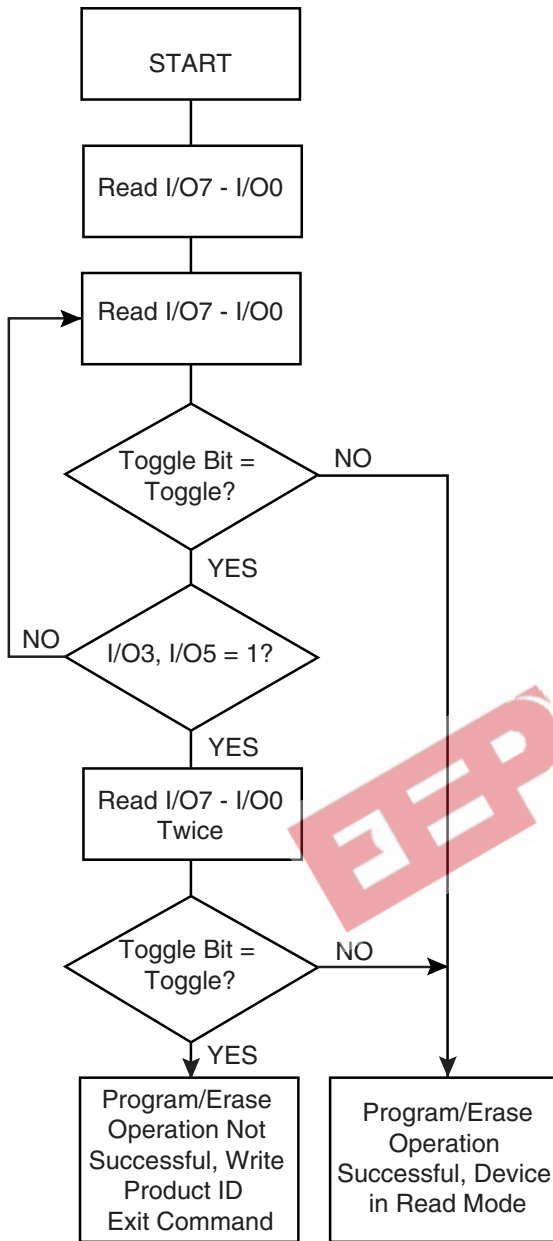 START
Read I/O7 - I/O0
Read I/O7 - I/O0
Toggle Bit =
Toggle?
NO
YES
NO
I/O3, I/O5 = 1?
YES
Read I/O7 - I/O0
Twice
Toggle Bit =
Toggle?
NO
YES
Program/Erase
Operation Not
Successful, Write
Product ID
Exit Command
Program/Erase
Operation
Successful, Device
in Read Mode
EEP